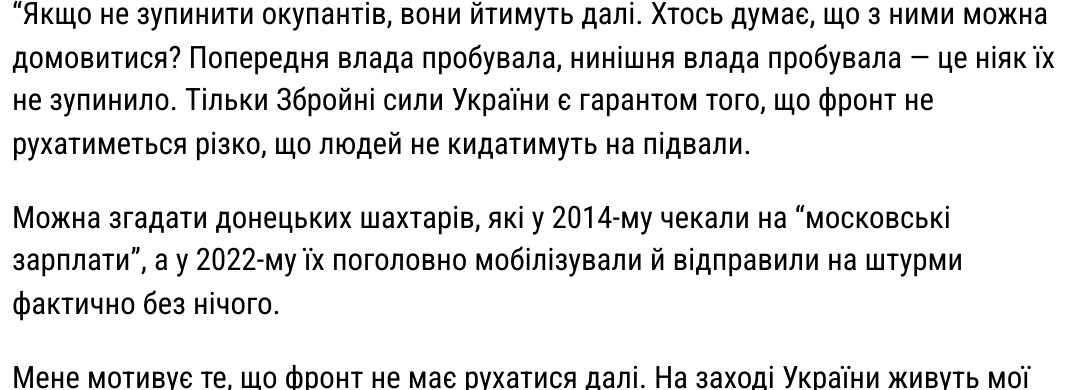 “Якщо не зупинити окупантів, вони йтимуть далі. Хтось думає, що з ними можна
домовитися? Попередня влада пробувала, нинішня влада пробувала — це ніяк їх
не зупинило. Тільки Збройні сили України є гарантом того, що фронт не
рухатиметься різко, що людей не кидатимуть на підвали.
Можна згадати донецьких шахтарів, які у 2014-му чекали на “московські
зарплати”, а у 2022-му їх поголовно мобілізували й відправили на штурми
фактично без нічого.
Мене мотивує те, що фронт не має рухатися далі. На заході України живуть мої